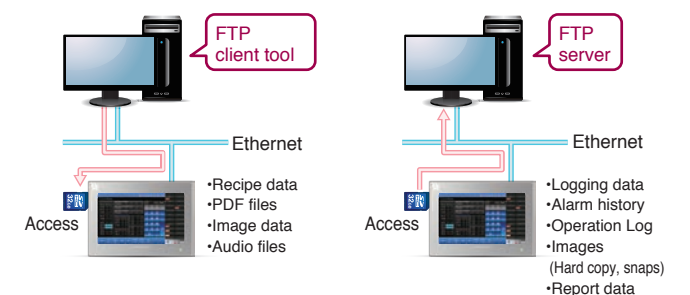 FTP
client tool
Ethernet
Access
•Recipe data
•PDF files
•Image data
•Audio files
FTP
server
Ethernet
Access
•Logging data
•Alarm history
•Operation Log
•Images
(Hard copy, snaps)
•Report data